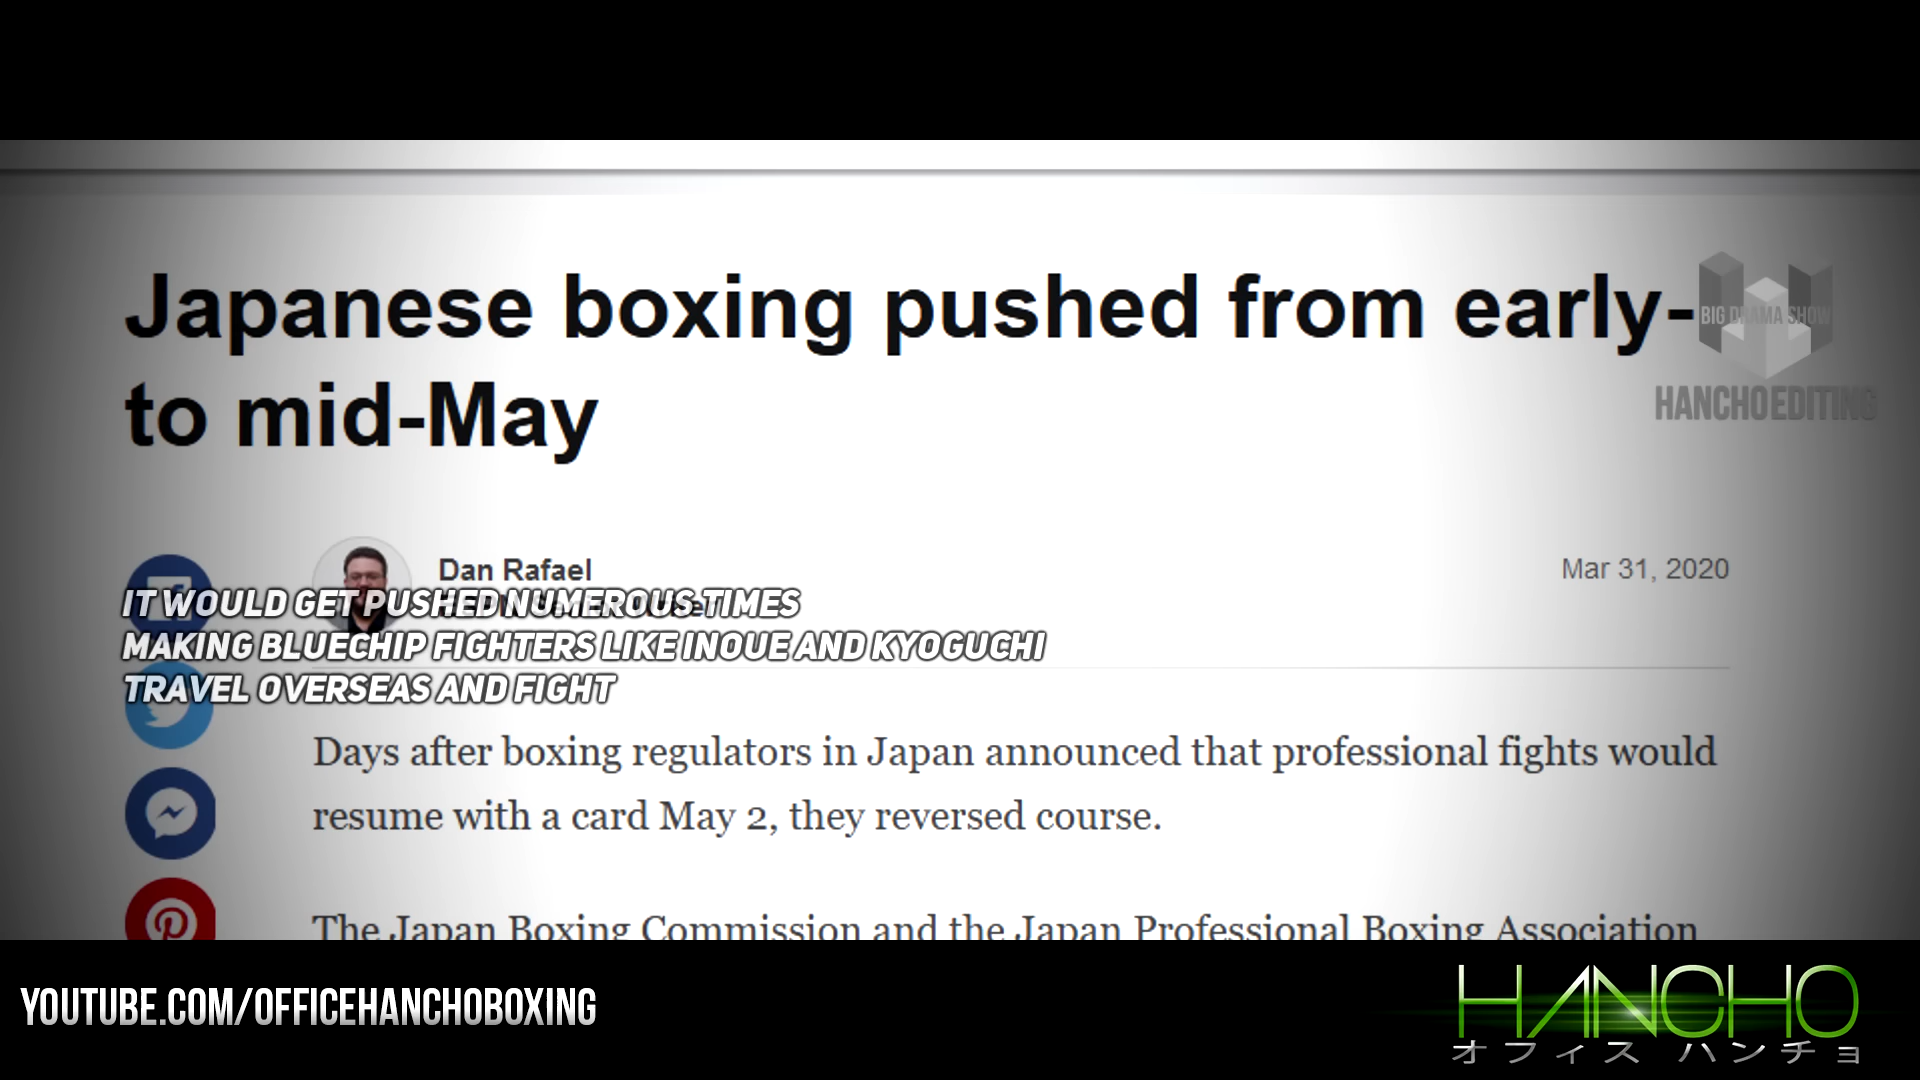 Japanese boxing pushed from early-
to mid-May
BIG DRAMA SHOW
HANCHOEDITING
Dan Rafael
Mar 31, 2020
IT WOULD GET PUSHED NUMEROUS TIMES
MAKING BLUECHIP FIGHTERS LIKE INOUE AND KYOGUCHI
TRAVEL OVERSEAS AND FIGHT
Days after boxing regulators in Japan announced that professional fights would
resume with a card May 2, they reversed course.
The Japan Boxing Commission and the Japan Professional Boxing Association
YOUTUBE.COM/OFFICEHANCHOBOXING
HANCHO
オフィス ハンチョ